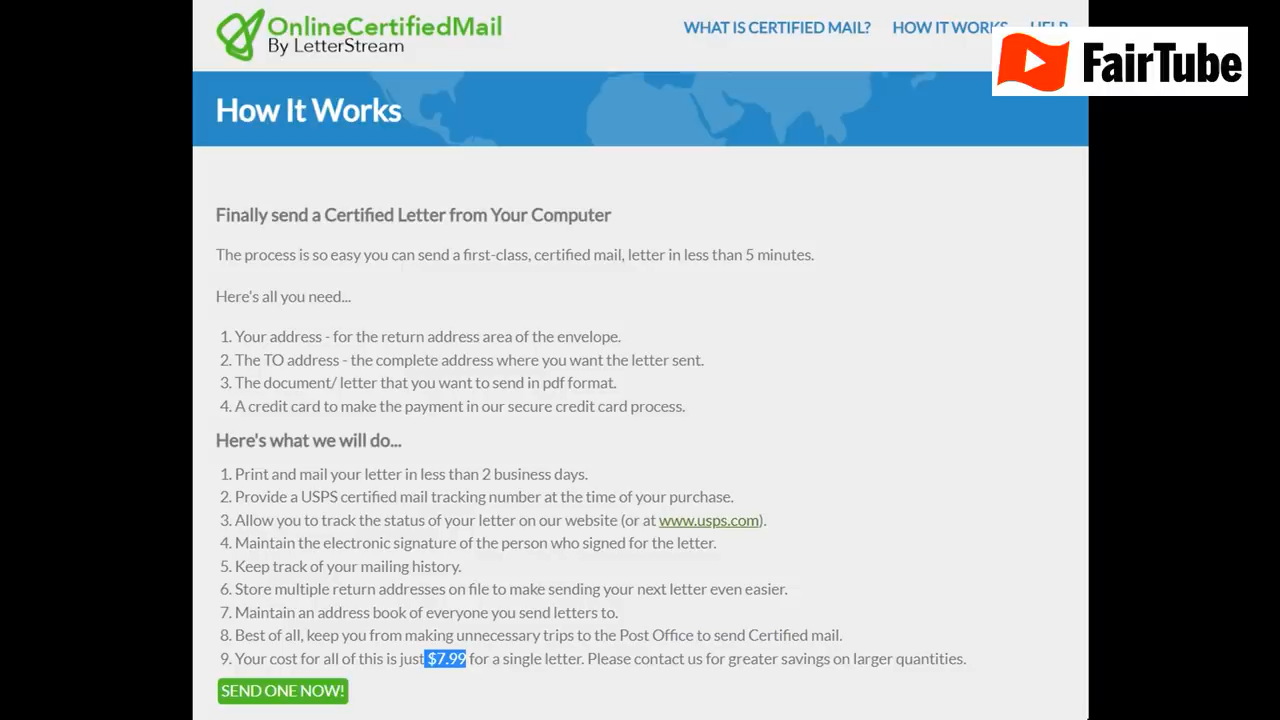 OnlineCertifiedMail
By LetterStream
WHAT IS CERTIFIED MAIL? HOW IT WORKS HELP
FairTube
How It Works
Finally send a Certified Letter from Your Computer
The process is so easy you can send a first-class, certified mail, letter in less than 5 minutes.
Here's all you need...
1. Your address - for the return address area of the envelope.
2. The TO address - the complete address where you want the letter sent.
3. The document/ letter that you want to send in pdf format.
4. A credit card to make the payment in our secure credit card process.
Here's what we will do...
1. Print and mail your letter in less than 2 business days.
2. Provide a USPS certified mail tracking number at the time of your purchase.
3. Allow you to track the status of your letter on our website (or at www.usps.com).
4. Maintain the electronic signature of the person who signed for the letter.
5. Keep track of your mailing history.
6. Store multiple return addresses on file to make sending your next letter even easier.
7. Maintain an address book of everyone you send letters to.
8. Best of all, keep you from making unnecessary trips to the Post Office to send Certified mail.
9. Your cost for all of this is just $7.99 for a single letter. Please contact us for greater savings on larger quantities.
SEND ONE NOW!